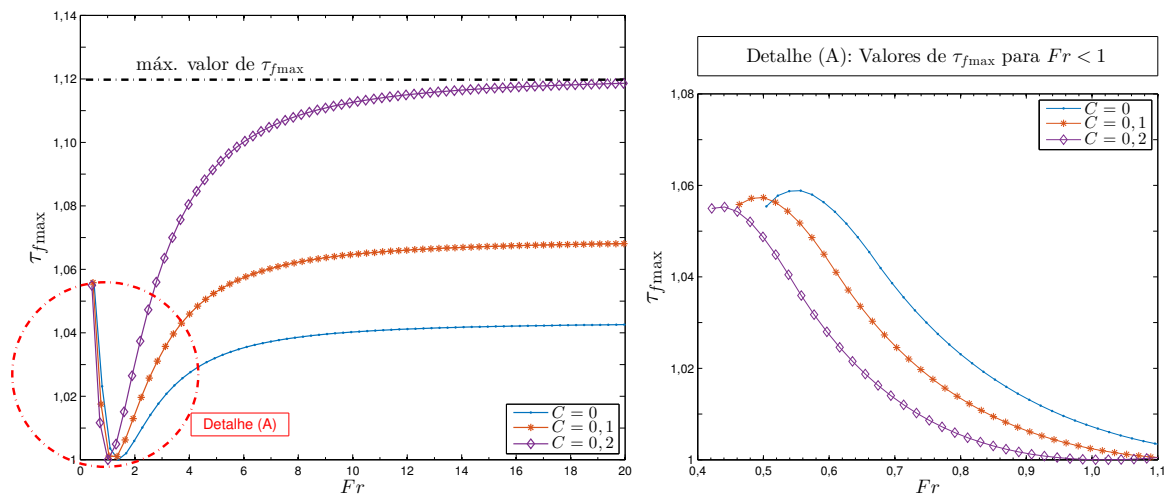 1,14
1,12
1,10
1,08
1,06
1,04
1,02
1
τfmax
máx. valor de τfmax
Detalhe (A)
C = 0
C = 0, 1
C = 0, 2
0 2 4 6 8 10 12 14 16 18 20
Fr
Detalhe (A): Valores de τfmax para Fr < 1
1,08
1,06
1,04
1,02
1
τfmax
C = 0
C = 0, 1
C = 0, 2
0,4 0,5 0,6 0,7 0,8 0,9 1 1,1
Fr